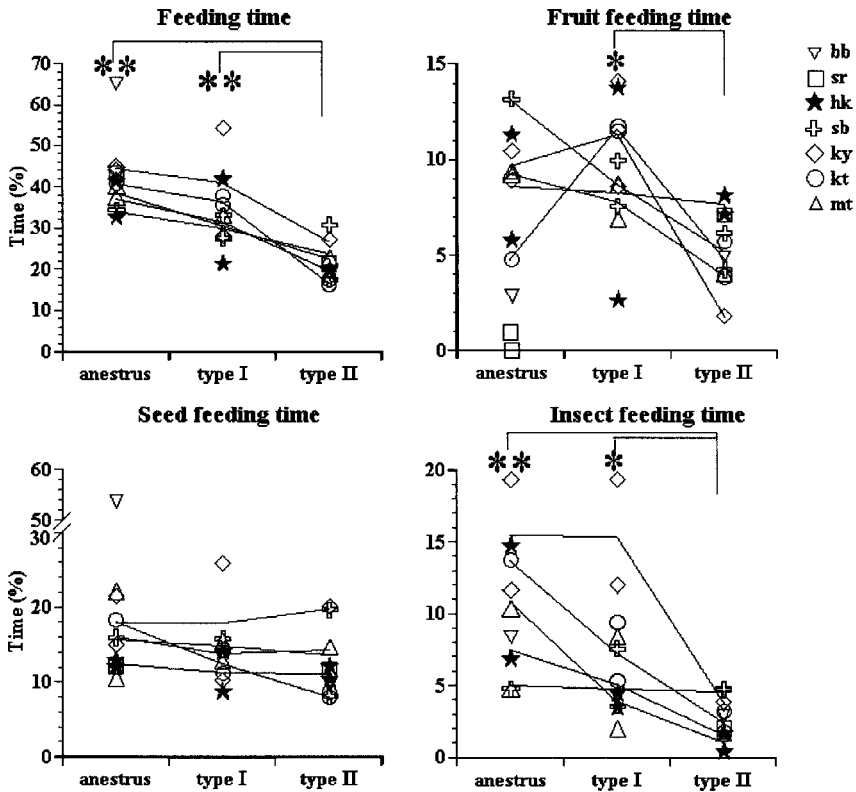 Feeding time
Fruit feeding time
70
60
50
40
30
20
10
0
Time (%)
** **
anestrus type I type II
15
10
5
0
*
anestrus type I type II
bb
sr
hk
sb
ky
kt
mt
Seed feeding time
Insect feeding time
60
50
30
20
10
0
Time (%)
anestrus type I type II
20
15
10
5
0
** *
anestrus type I type II